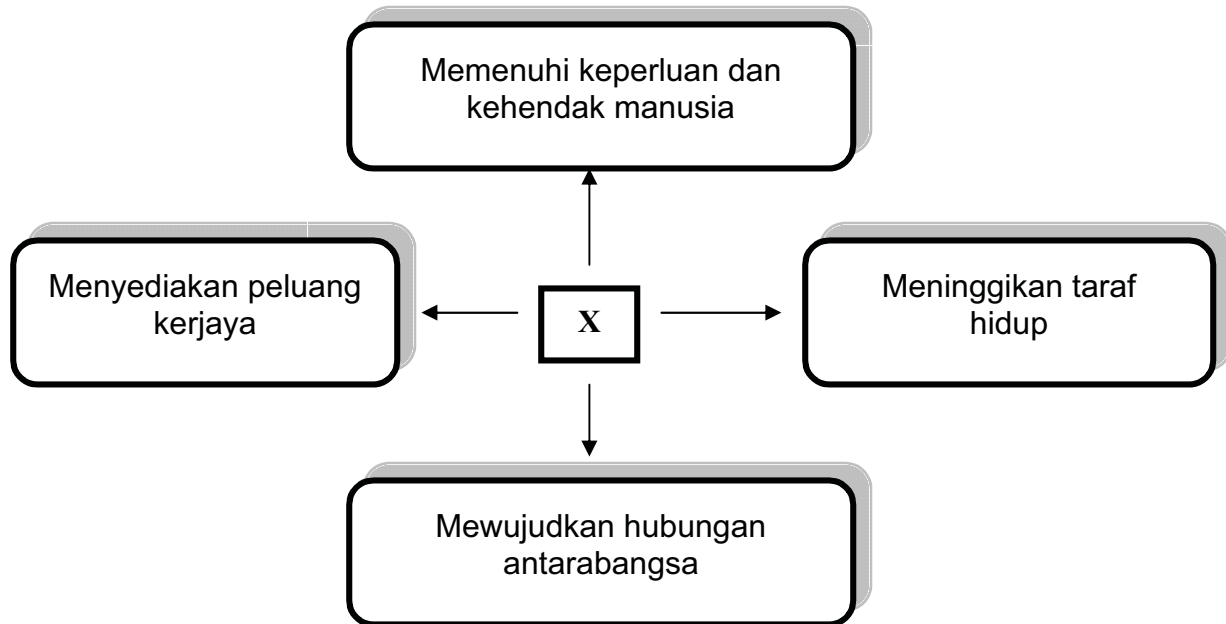 Memenuhi keperluan dan
kehendak manusia
Menyediakan peluang
kerjaya
X
Meninggikan taraf
hidup
Mewujudkan hubungan
antarabangsa